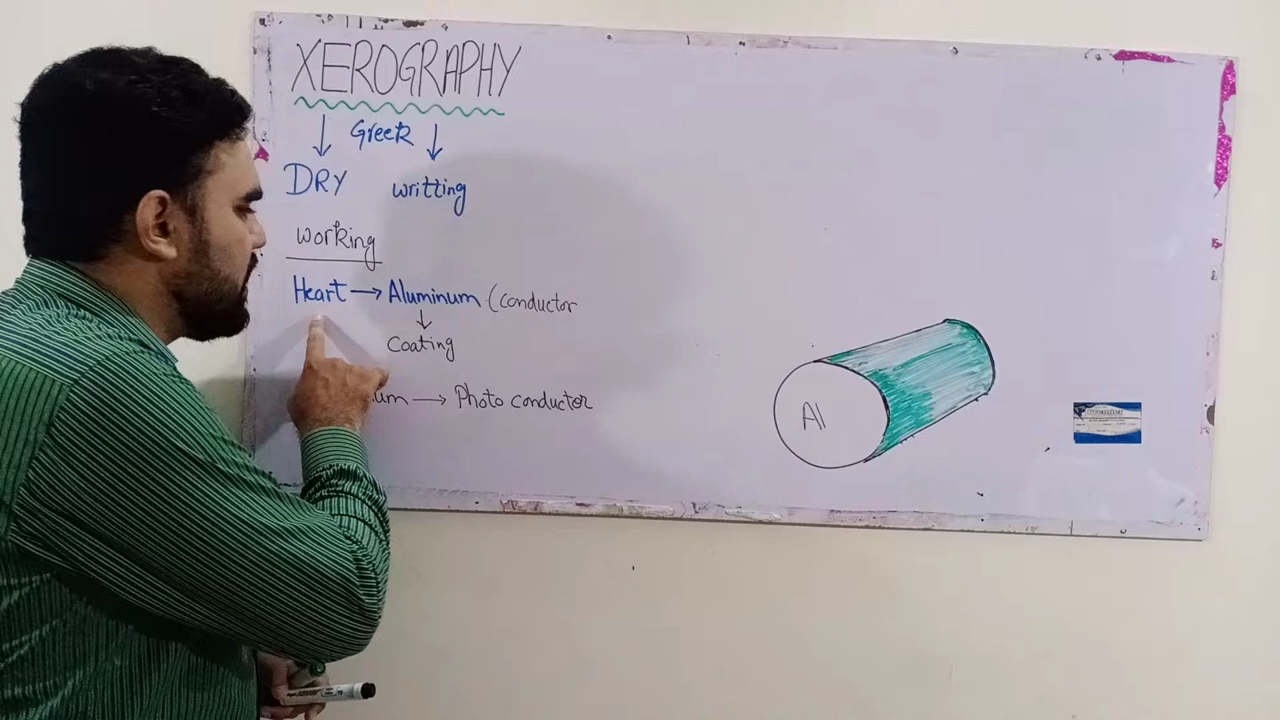 XEROGRAPHY
Greek
DRY writting
working
Heart → Aluminum (conductor
↓
Coating
→ Photo conductor
Al